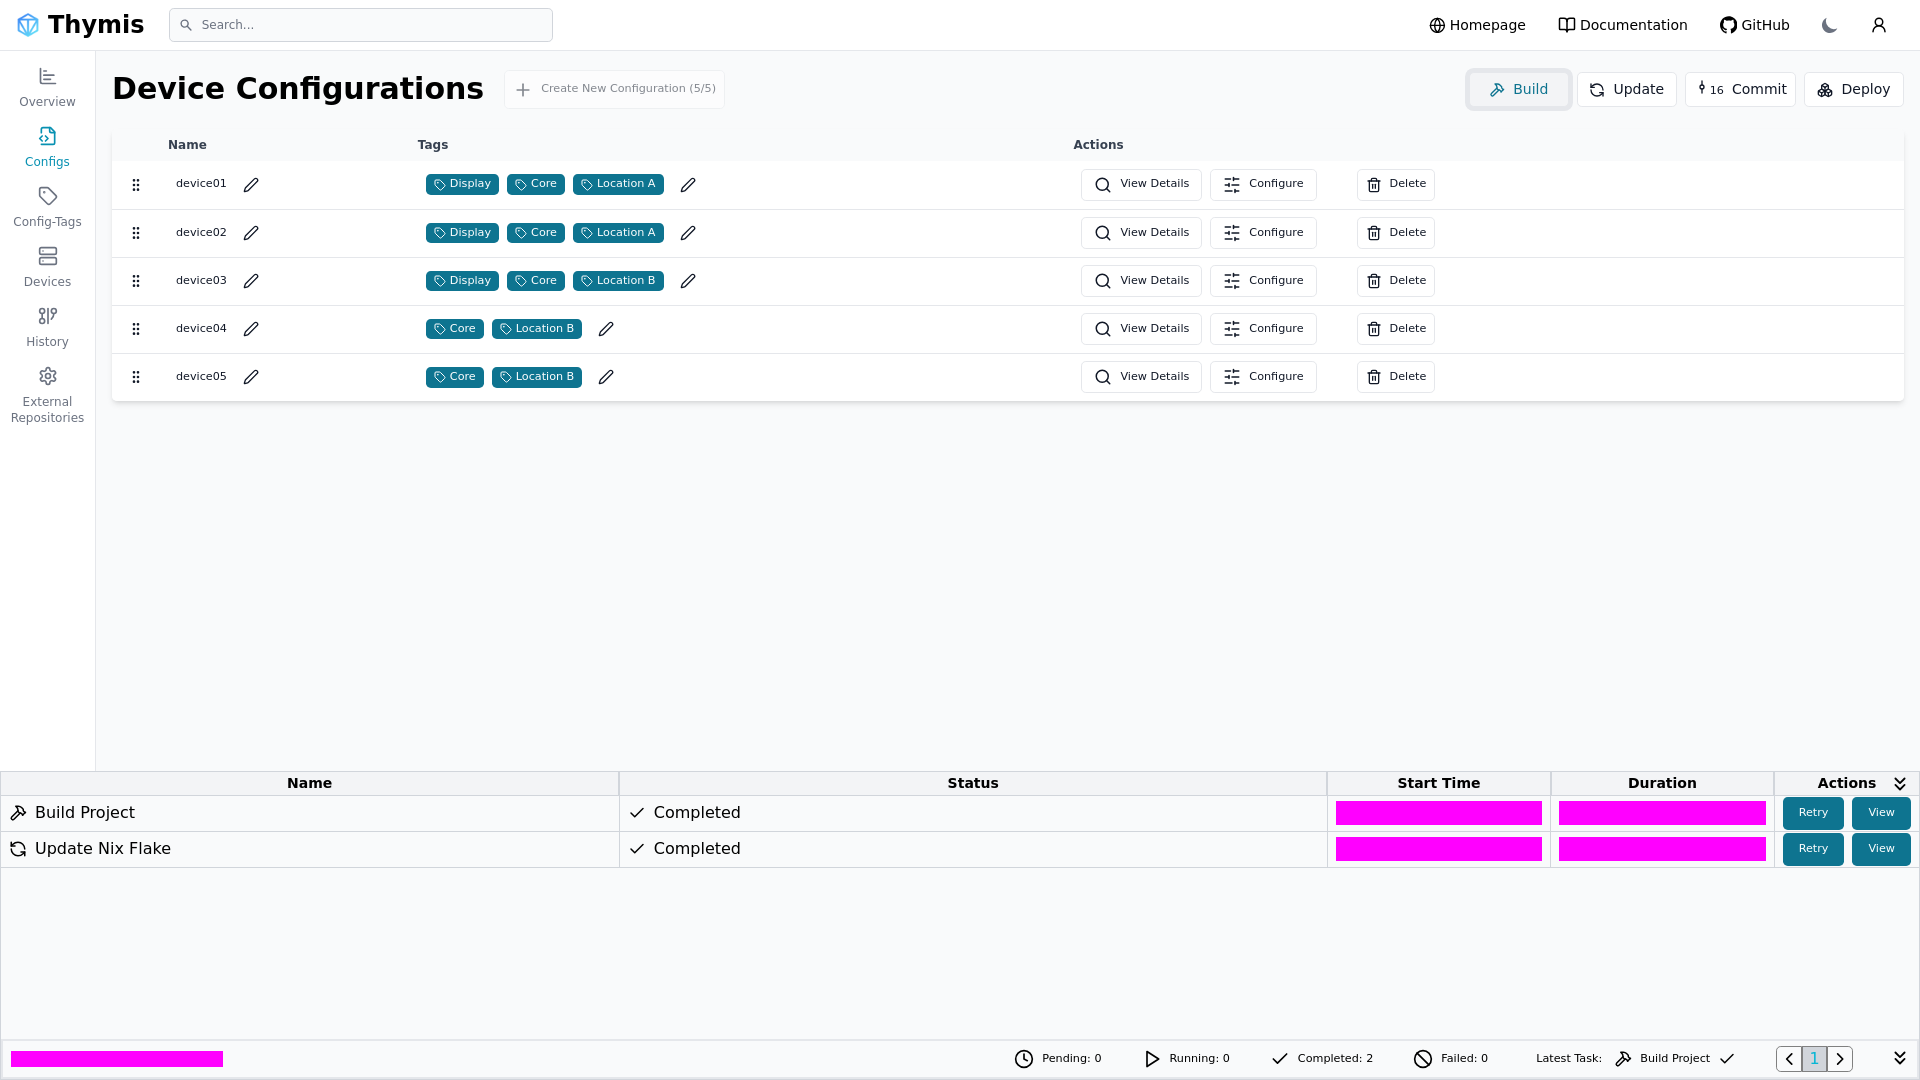 Thymis
Search...
Homepage
Documentation
GitHub
Overview
Configs
Config-Tags
Devices
History
External
Repositories
Device Configurations
Create New Configuration (5/5)
Build
Update
16 Commit
Deploy
Name Tags Actions
device01 Display Core Location A View Details Configure Delete
device02 Display Core Location A View Details Configure Delete
device03 Display Core Location B View Details Configure Delete
device04 Core Location B View Details Configure Delete
device05 Core Location B View Details Configure Delete
Name Status Start Time Duration Actions
Build Project Completed Retry View
Update Nix Flake Completed Retry View
Pending: 0 Running: 0 Completed: 2 Failed: 0 Latest Task: Build Project 1